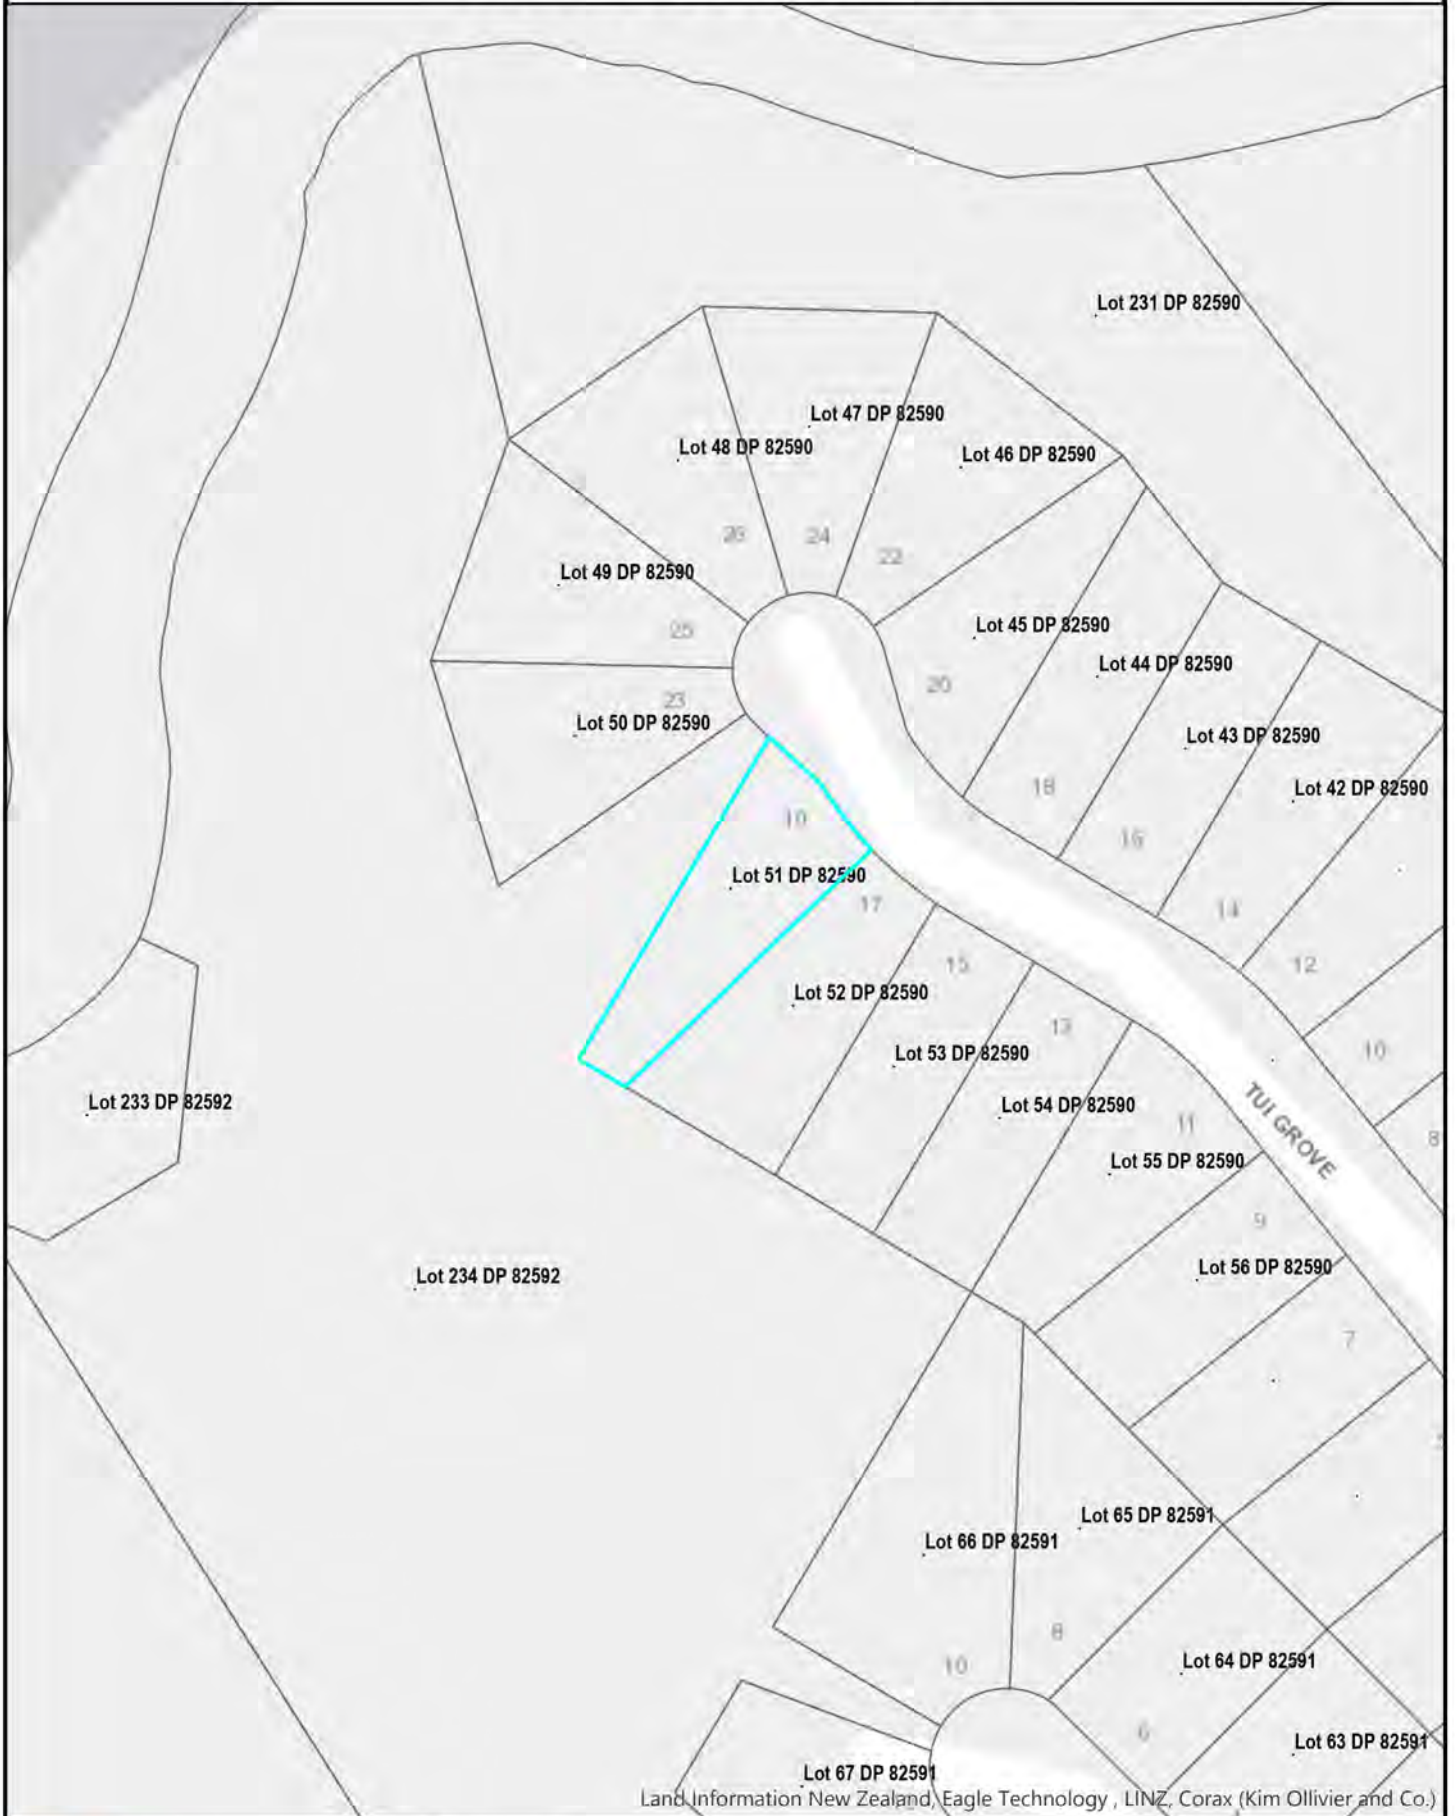 Lot 231 DP 82590
Lot 47 DP 82590
Lot 48 DP 82590
Lot 46 DP 82590
26
24
22
Lot 49 DP 82590
25
Lot 45 DP 82590
Lot 44 DP 82590
20
23
Lot 50 DP 82590
Lot 43 DP 82590
18
Lot 42 DP 82590
19
16
Lot 51 DP 82590
17
14
15
12
Lot 52 DP 82590
13
Lot 53 DP 82590
10
Lot 233 DP 82592
Lot 54 DP 82590
11
TUI GROVE
8
Lot 55 DP 82590
9
Lot 234 DP 82592
Lot 56 DP 82590
7
Lot 65 DP 82591
Lot 66 DP 82591
8
10
Lot 64 DP 82591
6
Lot 63 DP 82591
Lot 67 DP 82591
Land Information New Zealand, Eagle Technology , LINZ, Corax (Kim Ollivier and Co.)